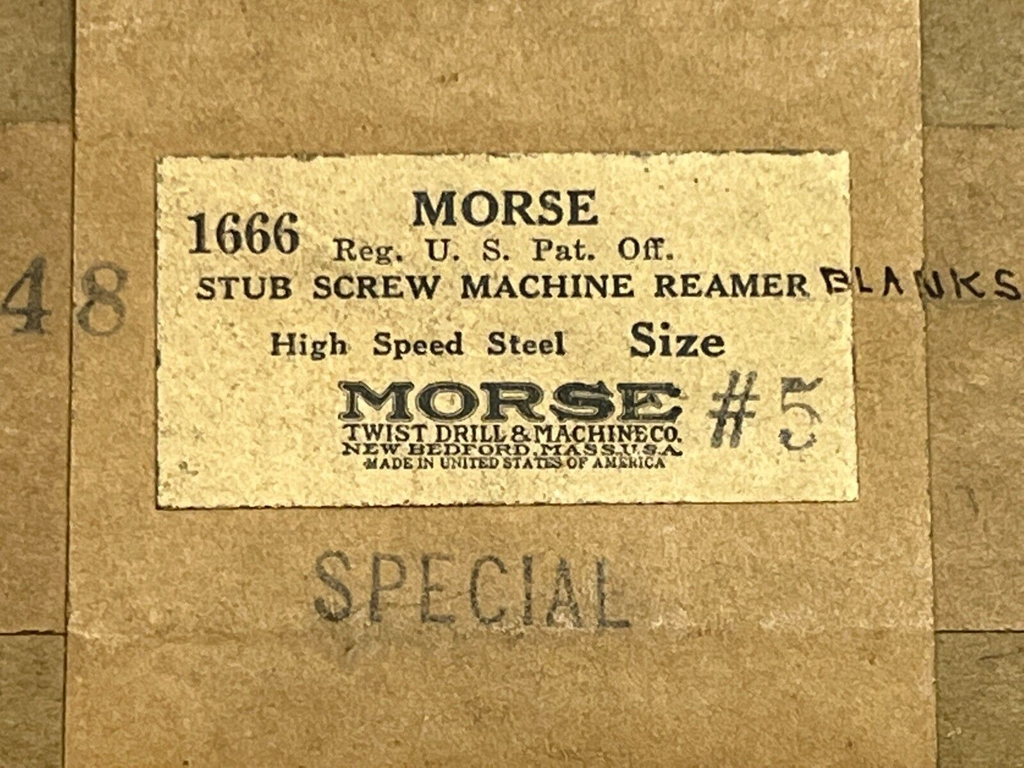 MORSE
1666 Reg. U. S. Pat. Off.
48 STUB SCREW MACHINE REAMER BLANKS
High Speed Steel Size
MORSE #5
TWIST DRILL & MACHINE CO.
NEW BEDFORD, MASS. U.S.A.
MADE IN UNITED STATES OF AMERICA
SPECIAL